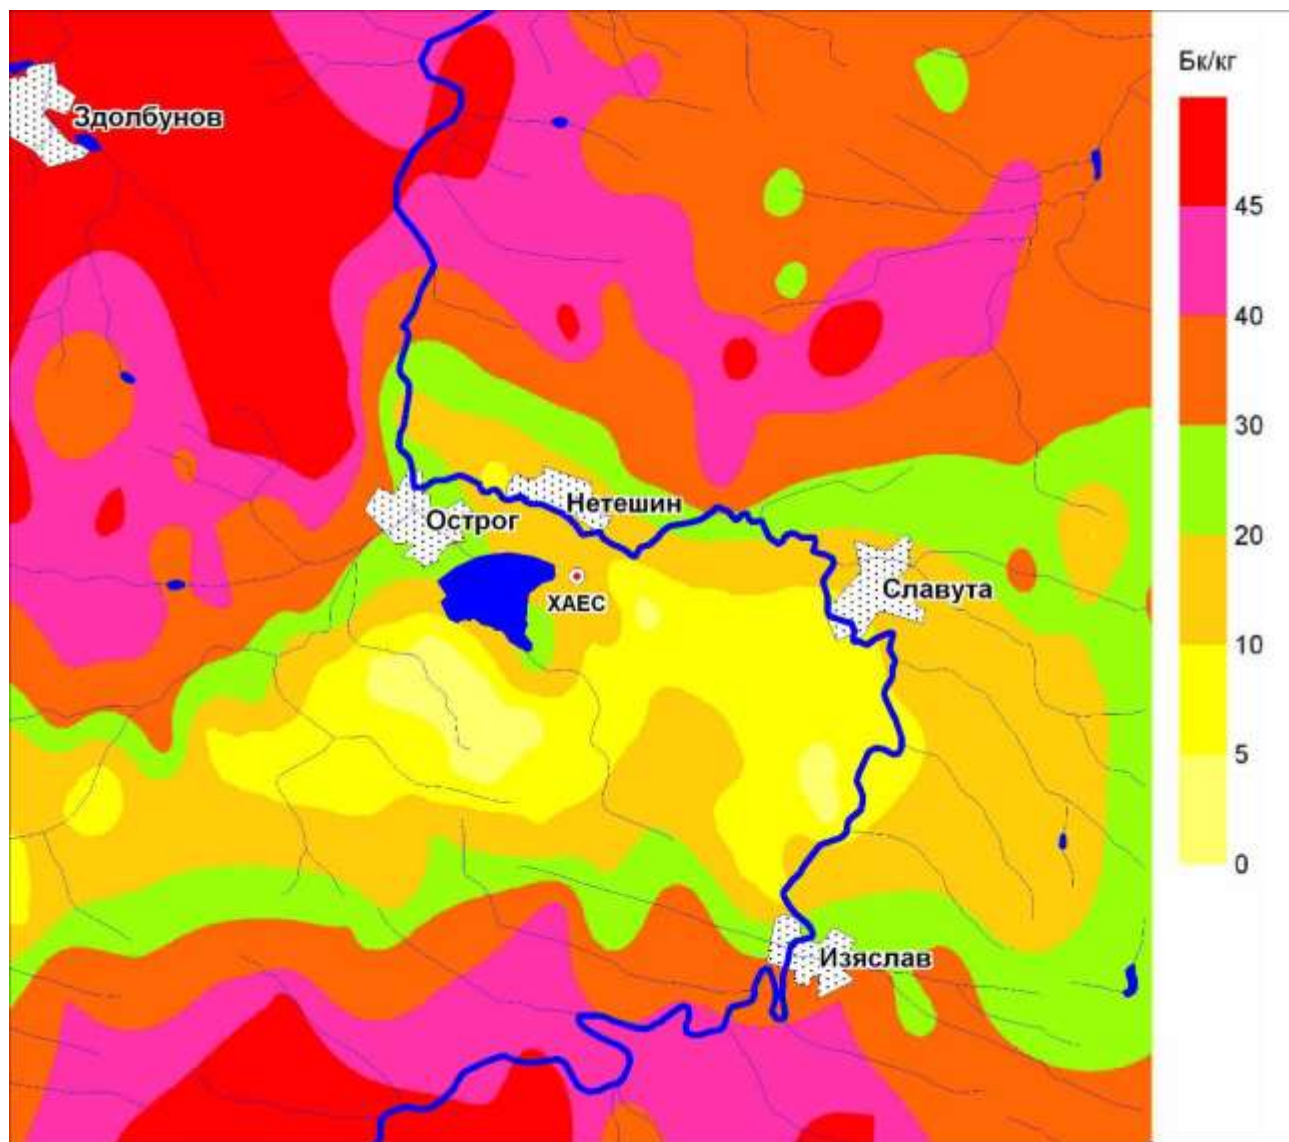 Бк/кг
Здолбунов
45
40
30
Нетешин
Острог
20
ХАЕС
Славута
10
5
0
Изяслав